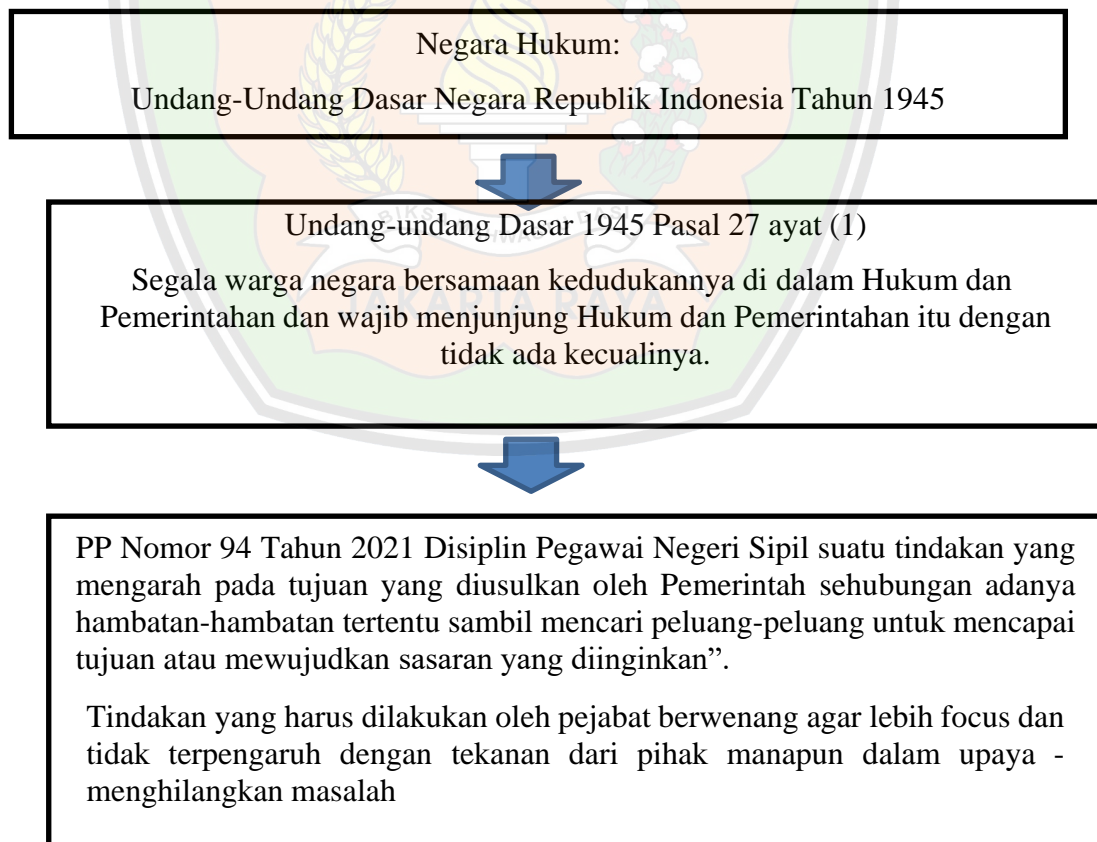 Negara Hukum:
Undang-Undang Dasar Negara Republik Indonesia Tahun 1945
Undang-undang Dasar 1945 Pasal 27 ayat (1)
Segala warga negara bersamaan kedudukannya di dalam Hukum dan
Pemerintahan dan wajib menjunjung Hukum dan Pemerintahan itu dengan
tidak ada kecualinya.
JAKARTA RAYA
PP Nomor 94 Tahun 2021 Disiplin Pegawai Negeri Sipil suatu tindakan yang
mengarah pada tujuan yang diusulkan oleh Pemerintah sehubungan adanya
hambatan-hambatan tertentu sambil mencari peluang-peluang untuk mencapai
tujuan atau mewujudkan sasaran yang diinginkan”.
Tindakan yang harus dilakukan oleh pejabat berwenang agar lebih focus dan
tidak terpengaruh dengan tekanan dari pihak manapun dalam upaya -
menghilangkan masalah